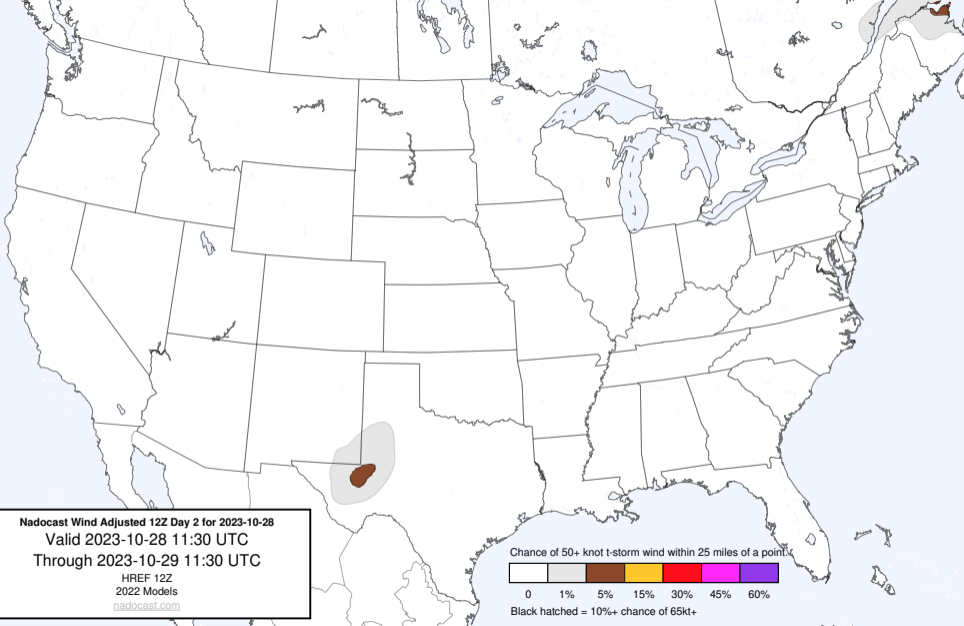 Nadocast Wind Adjusted 12Z Day 2 for 2023-10-28
Valid 2023-10-28 11:30 UTC
Through 2023-10-29 11:30 UTC
HREF 12Z
2022 Models
nadocast.com
Chance of 50+ knot t-storm wind within 25 miles of a point.
0 1% 5% 15% 30% 45% 60%
Black hatched = 10%+ chance of 65kt+